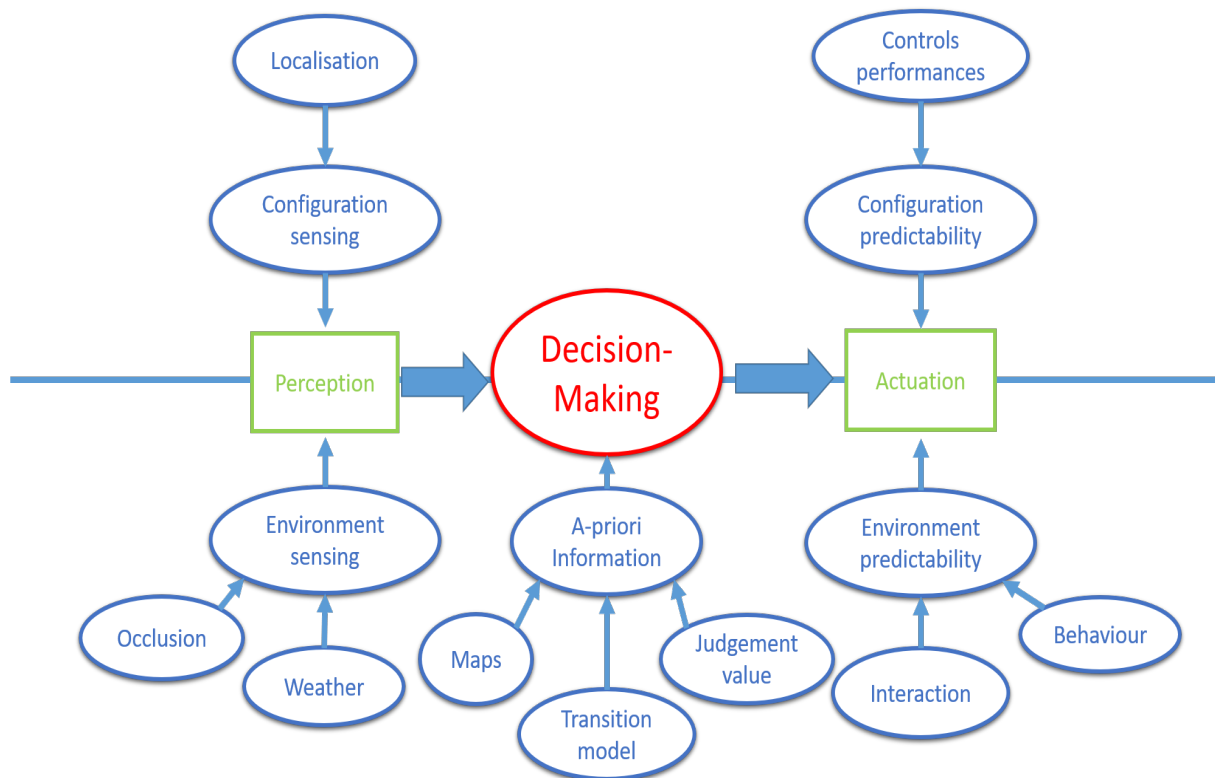 Localisation
Controls
performances
Configuration
sensing
Configuration
predictability
Perception
Decision-
Making
Actuation
Environment
sensing
A-priori
Information
Environment
predictability
Occlusion
Weather
Maps
Transition
model
Judgement
value
Interaction
Behaviour